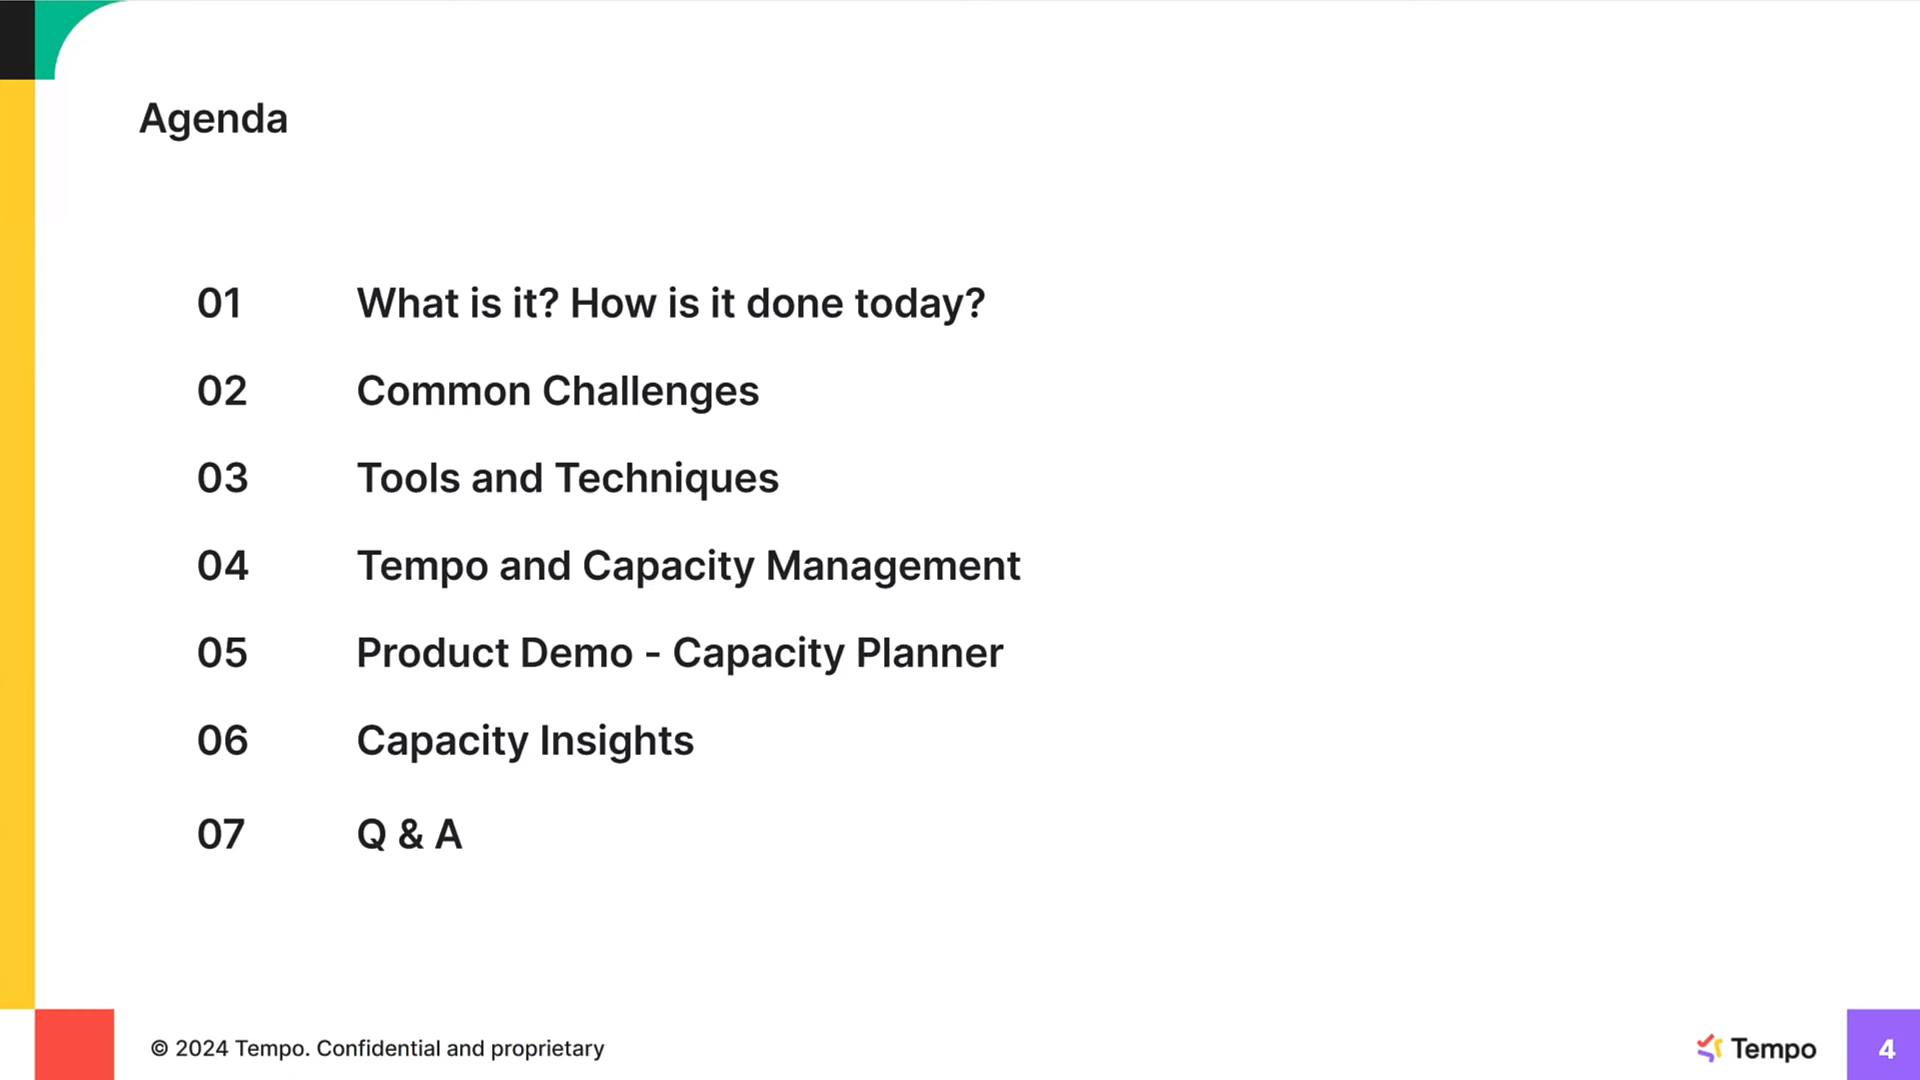 Agenda
01 What is it? How is it done today?
02 Common Challenges
03 Tools and Techniques
04 Tempo and Capacity Management
05 Product Demo - Capacity Planner
06 Capacity Insights
07 Q & A
© 2024 Tempo. Confidential and proprietary
Tempo 4